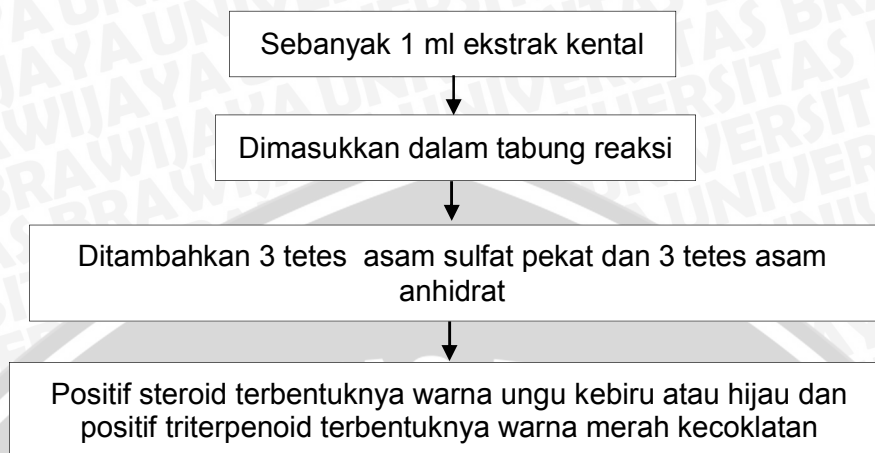 Sebanyak 1 ml ekstrak kental
Dimasukkan dalam tabung reaksi
Ditambahkan 3 tetes asam sulfat pekat dan 3 tetes asam
anhidrat
Positif steroid terbentuknya warna ungu kebiru atau hijau dan
positif triterpenoid terbentuknya warna merah kecoklatan